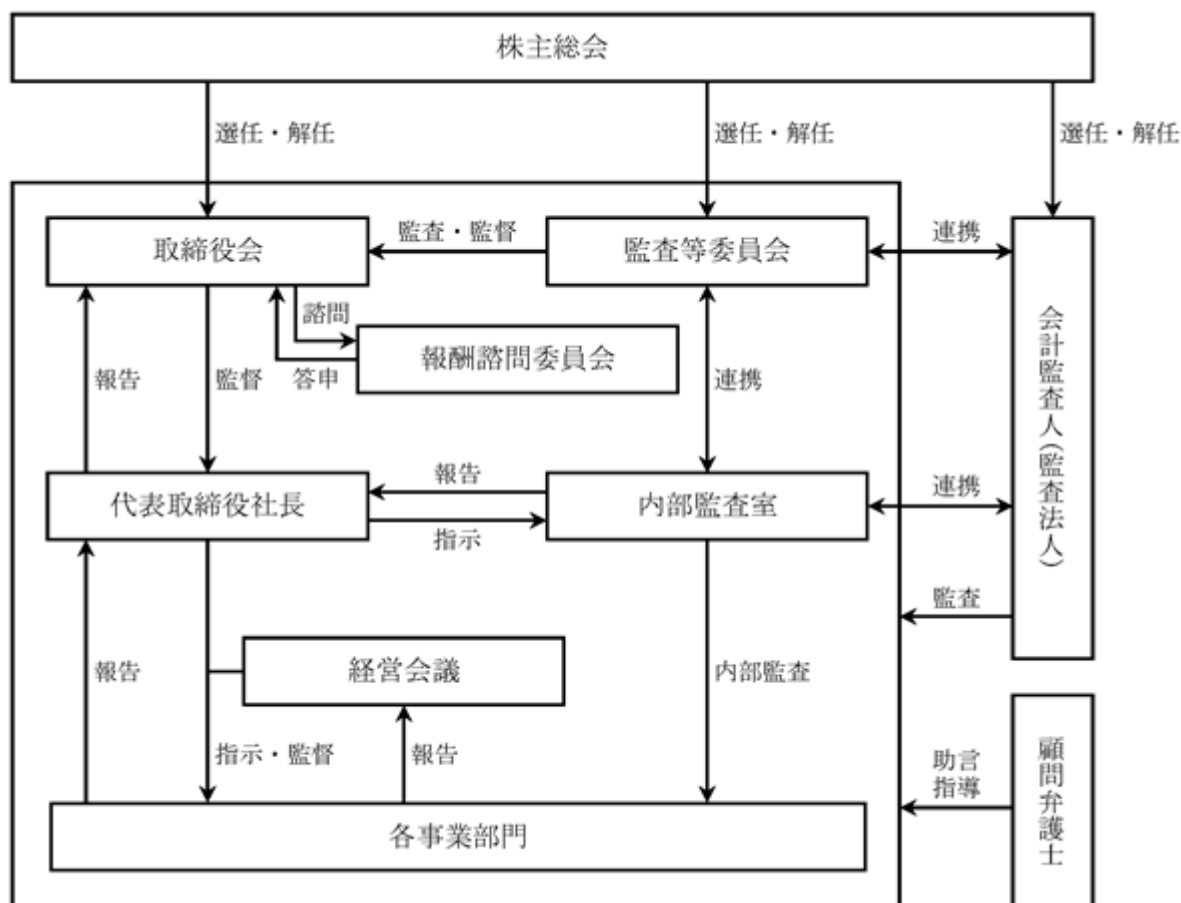 株主総会
選任・解任
選任・解任
選任・解任
取締役会
監査・監督
監査等委員会
連携
諮問
報酬諮問委員会
答申
報告
監督
連携
会計監査人(監査法人)
代表取締役社長
報告
指示
内部監査室
連携
監査
報告
経営会議
内部監査
指示・監督
報告
助言
指導
顧問弁護士
各事業部門